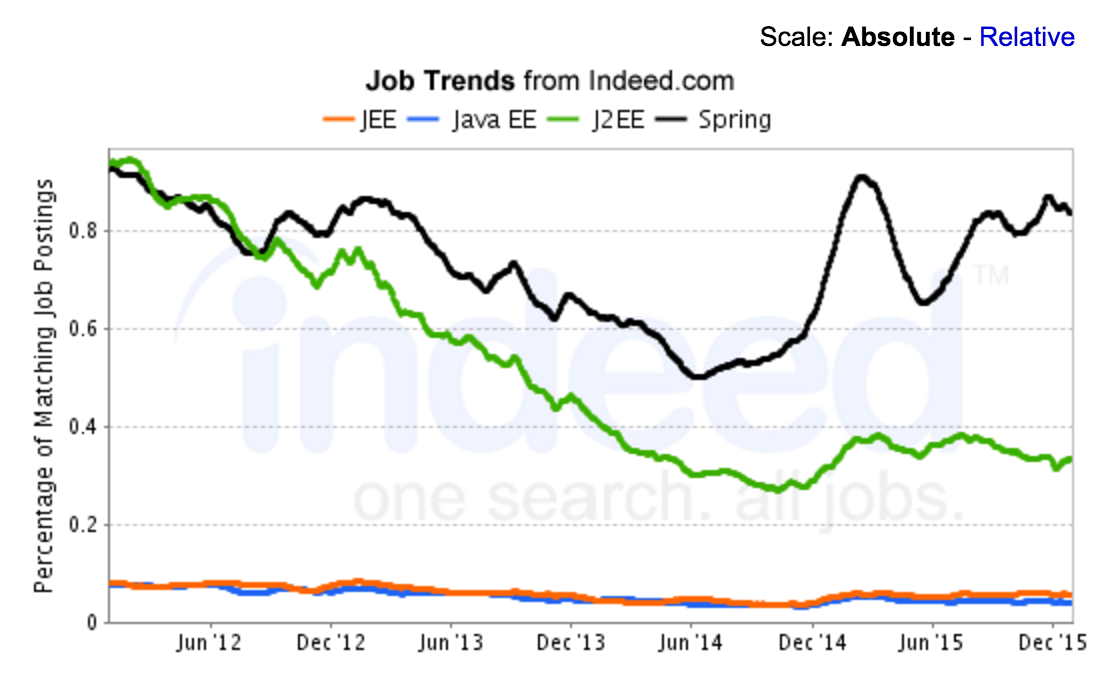 Scale: Absolute - Relative
Job Trends from Indeed.com
JEE Java EE J2EE Spring
Percentage of Matching Job Postings
0.8
0.6
0.4
0.2
0
indeed TM
one search. all jobs.
Jun '12 Dec '12 Jun '13 Dec '13 Jun '14 Dec '14 Jun '15 Dec '15